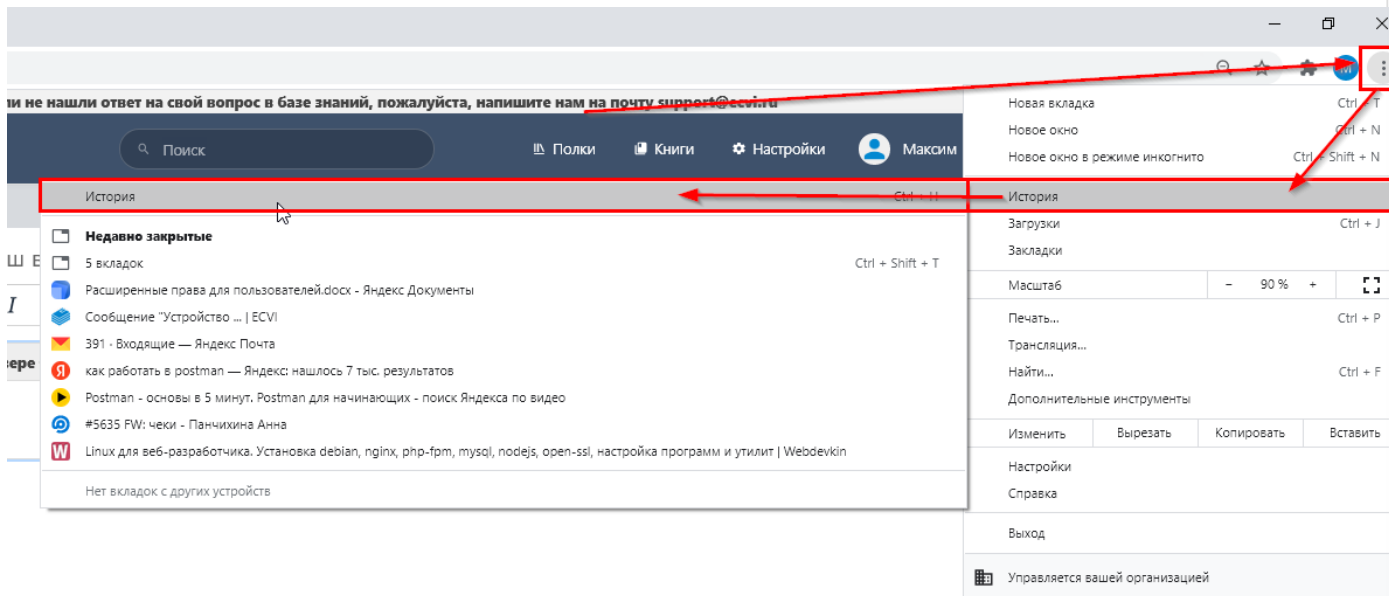 ли не нашли ответ на свой вопрос в базе знаний, пожалуйста, напишите нам на почту support@ecvi.ru
Поиск
Полки
Книги
Настройки
Максим
История Ctrl + H
Недавно закрытые
5 вкладок Ctrl + Shift + T
Расширенные права для пользователей.docx - Яндекс Документы
Сообщение "Устройство ... | ECVI
391 · Входящие — Яндекс Почта
как работать в postman — Яндекс: нашлось 7 тыс. результатов
Postman - основы в 5 минут. Postman для начинающих - поиск Яндекса по видео
#5635 FW: чеки - Панчихина Анна
Linux для веб-разработчика. Установка debian, nginx, php-fpm, mysql, nodejs, open-ssl, настройка программ и утилит | Webdevkin
Нет вкладок с других устройств
Ш Е
I
ере
Новая вкладка Ctrl + T
Новое окно Ctrl + N
Новое окно в режиме инкогнито Ctrl + Shift + N
История
Загрузки Ctrl + J
Закладки
Масштаб - 90 % +
Печать... Ctrl + P
Трансляция...
Найти... Ctrl + F
Дополнительные инструменты
Изменить Вырезать Копировать Вставить
Настройки
Справка
Выход
Управляется вашей организацией